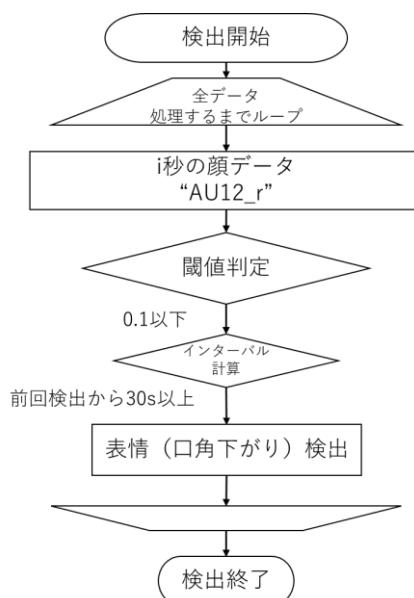 検出開始
全データ
処理するまでループ
i秒の顔データ
“AU12_r”
閾値判定
0.1以下
インターバル
計算
前回検出から30s以上
表情（口角下がり）検出
検出終了